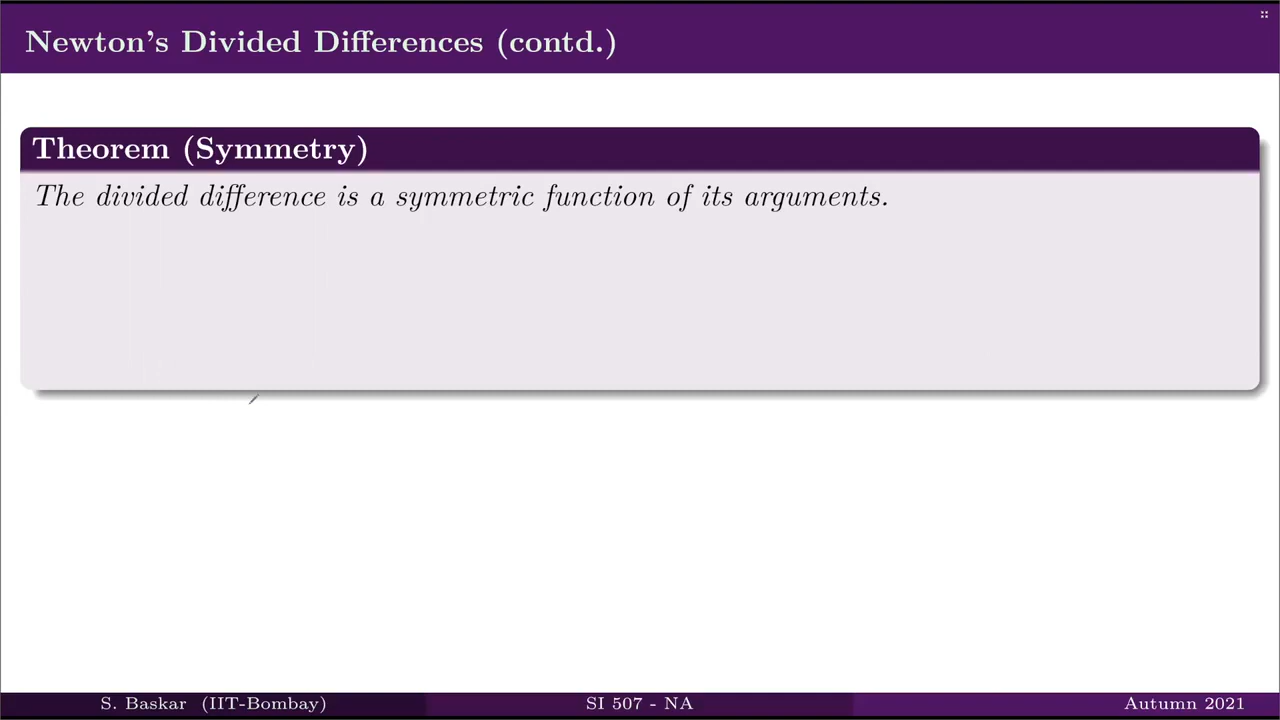 Newton's Divided Differences (contd.)
Theorem (Symmetry)
The divided difference is a symmetric function of its arguments.
S. Baskar (IIT-Bombay)
SI 507 - NA
Autumn 2021